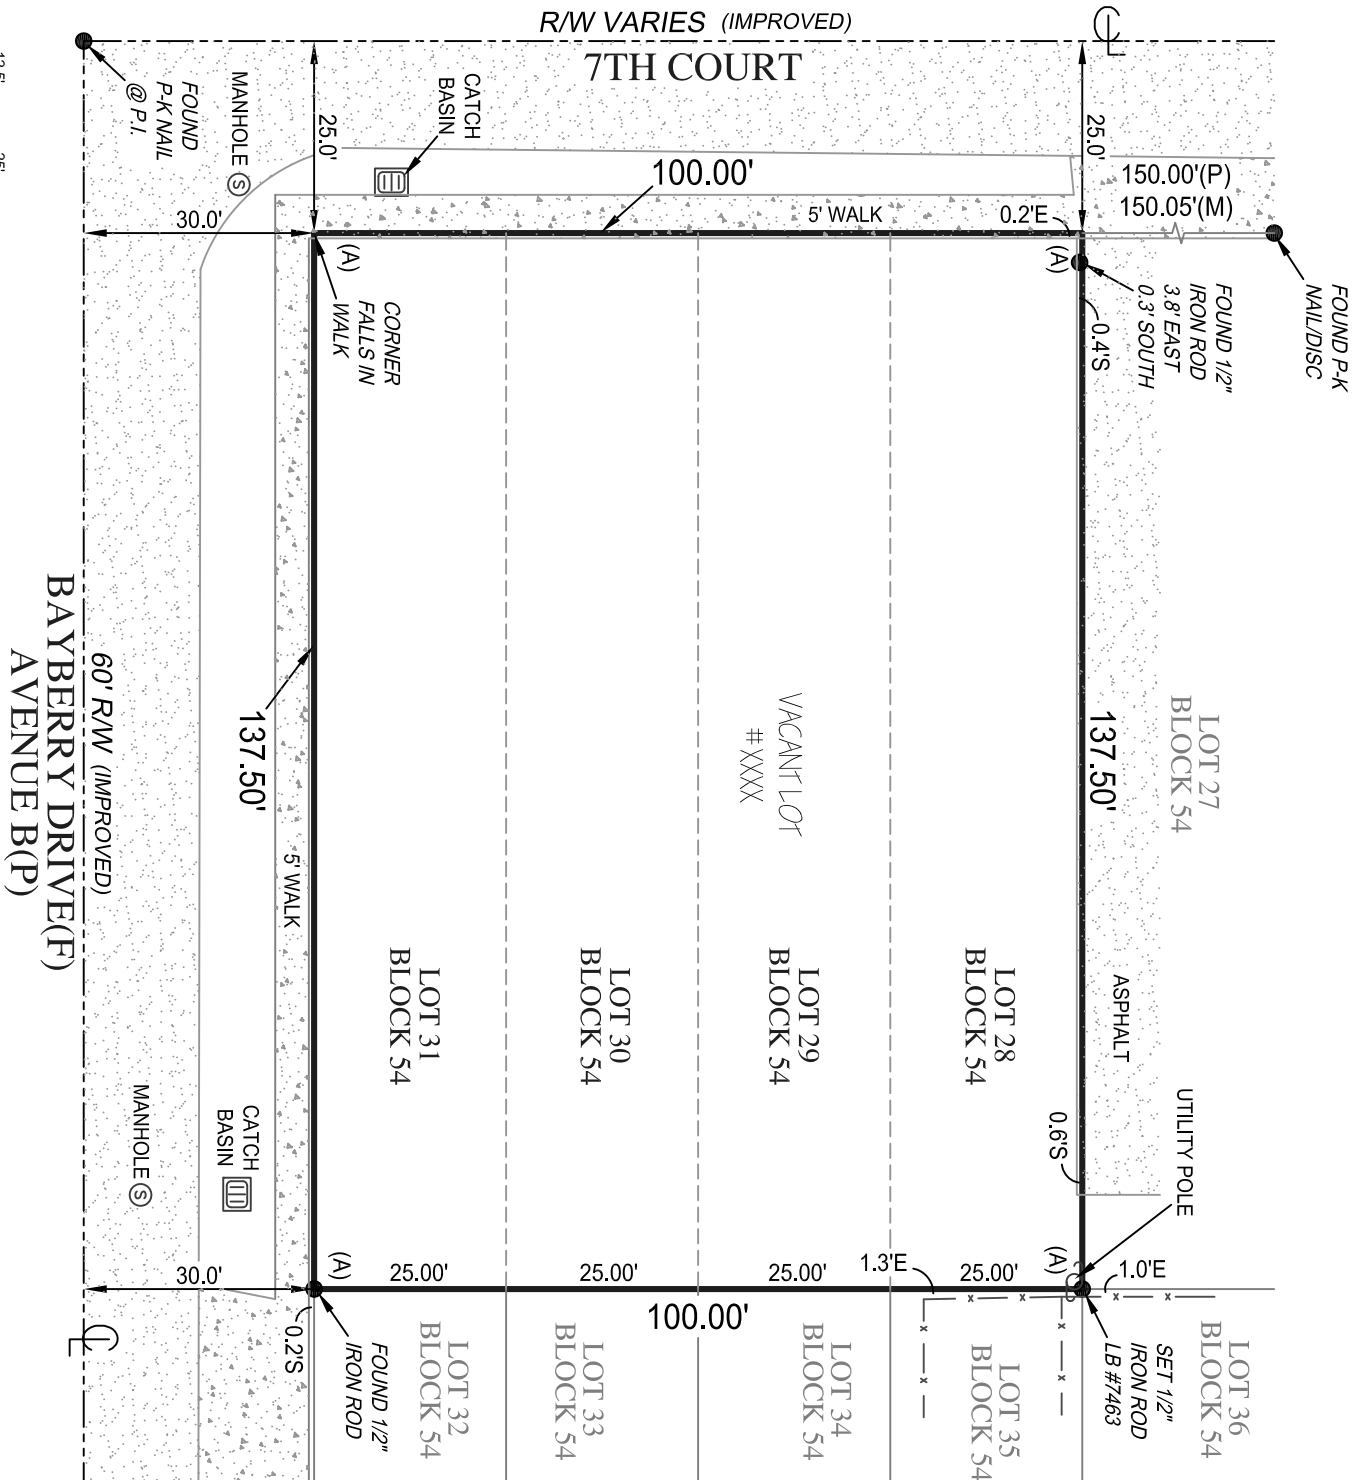 R/W VARIES (IMPROVED)
7TH COURT
CL
FOUND
P-K NAIL
@ P.I.
MANHOLE
S
25.0'
CATCH
BASIN
100.00'
5' WALK
0.2'E
25.0'
150.00'(P)
150.05'(M)
FOUND P-K
NAIL/DISC
30.0'
(A)
CORNER
FALLS IN
WALK
(A)
FOUND 1/2"
IRON ROD
3.8' EAST
0.3' SOUTH
0.4'S
12.5'
25'
LOT 27
BLOCK 54
137.50'
VACANT LOT
#XXXX
137.50'
60' R/W (IMPROVED)
BAYBERRY DRIVE(F)
AVENUE B(P)
5' WALK
LOT 31
BLOCK 54
LOT 30
BLOCK 54
LOT 29
BLOCK 54
LOT 28
BLOCK 54
ASPHALT
0.6'S
UTILITY POLE
MANHOLE
S
CATCH
BASIN
30.0'
(A)
25.00'
25.00'
25.00'
1.3'E
25.00'
(A)
1.0'E
100.00'
CL
0.2'S
FOUND 1/2"
IRON ROD
LOT 32
BLOCK 54
LOT 33
BLOCK 54
LOT 34
BLOCK 54
LOT 35
BLOCK 54
SET 1/2"
IRON ROD
LB #7463
LOT 36
BLOCK 54